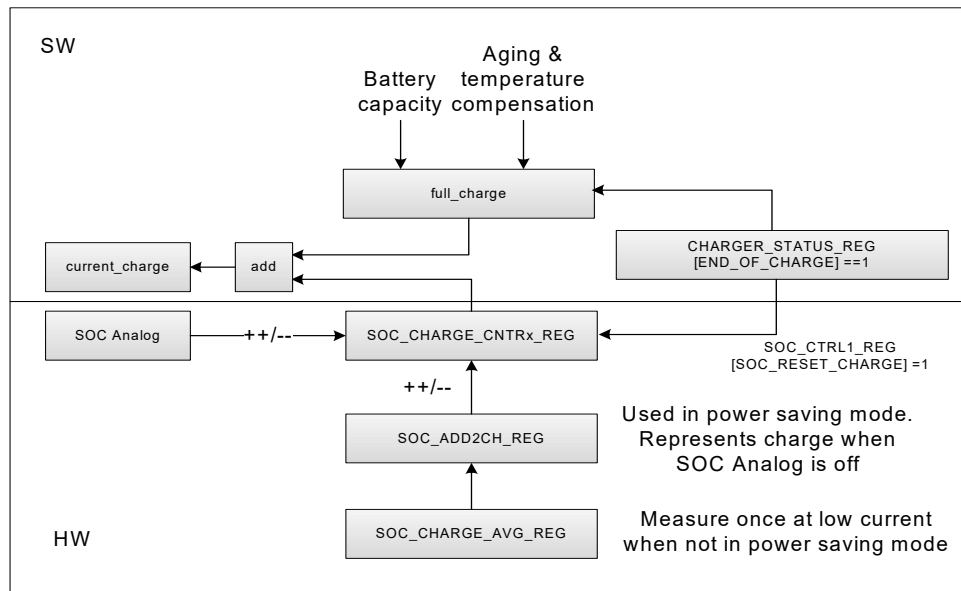 SW
Battery
capacity
Aging &
temperature
compensation
full_charge
current_charge
add
CHARGER_STATUS_REG
[END_OF_CHARGE] ==1
SOC Analog
++/--
SOC_CHARGE_CNTRx_REG
SOC_CTRL1_REG
[SOC_RESET_CHARGE] =1
++/--
SOC_ADD2CH_REG
Used in power saving mode.
Represents charge when
SOC Analog is off
SOC_CHARGE_AVG_REG
Measure once at low current
when not in power saving mode
HW